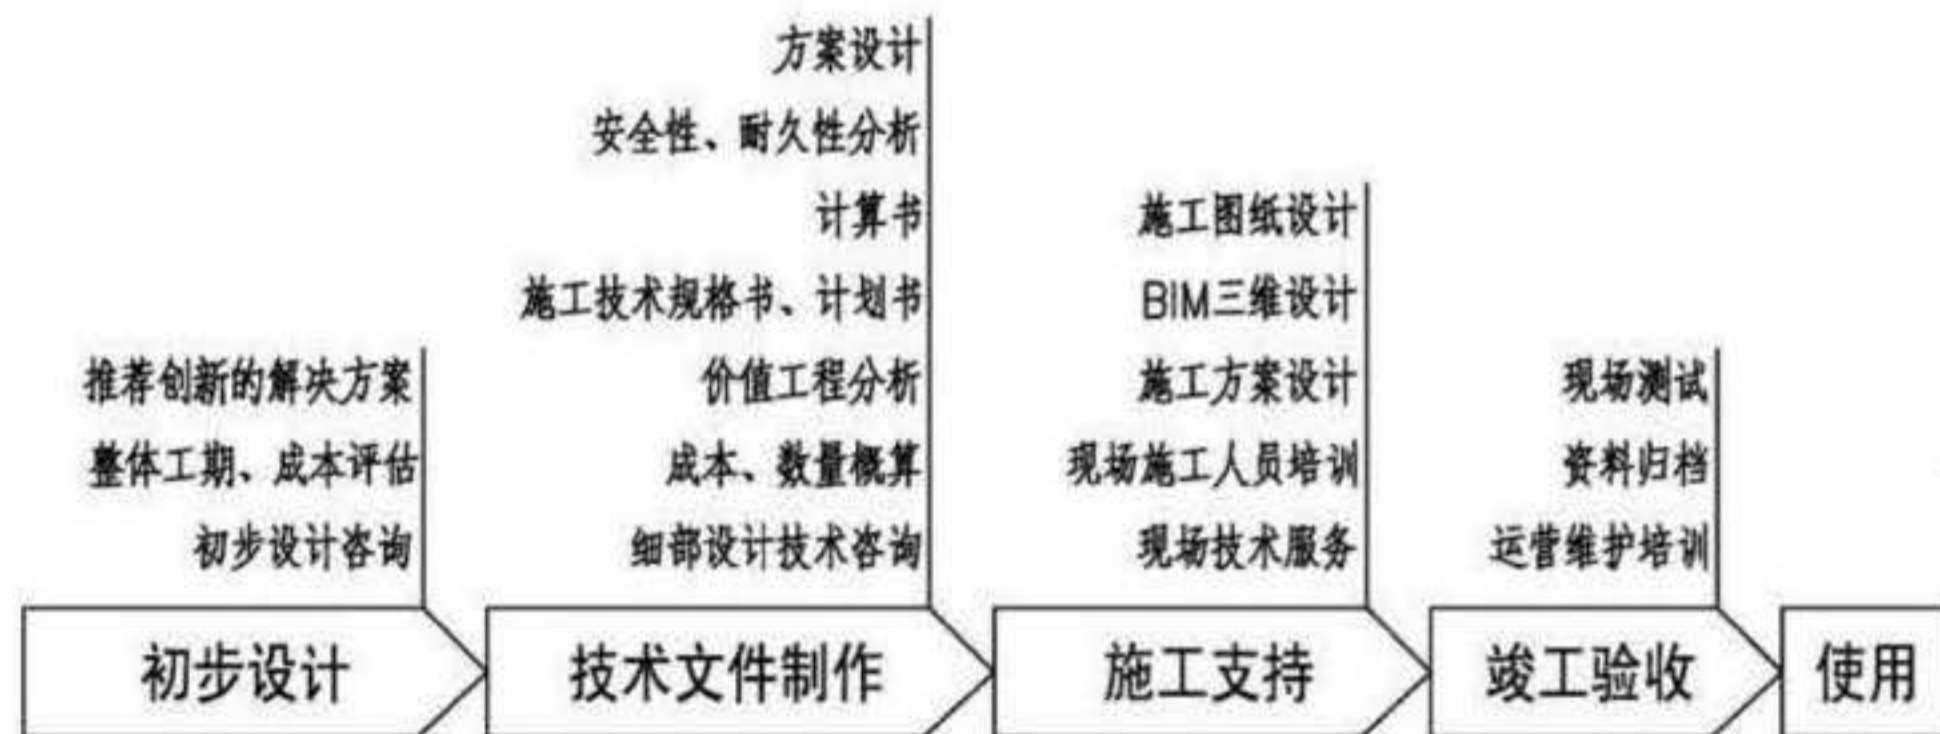 推荐创新的解决方案
整体工期、成本评估
初步设计咨询
初步设计
方案设计
安全性、耐久性分析
计算书
施工技术规格书、计划书
价值工程分析
成本、数量概算
细部设计技术咨询
技术文件制作
施工图纸设计
BIM三维设计
施工方案设计
现场施工人员培训
现场技术服务
施工支持
现场测试
资料归档
运营维护培训
竣工验收
使用